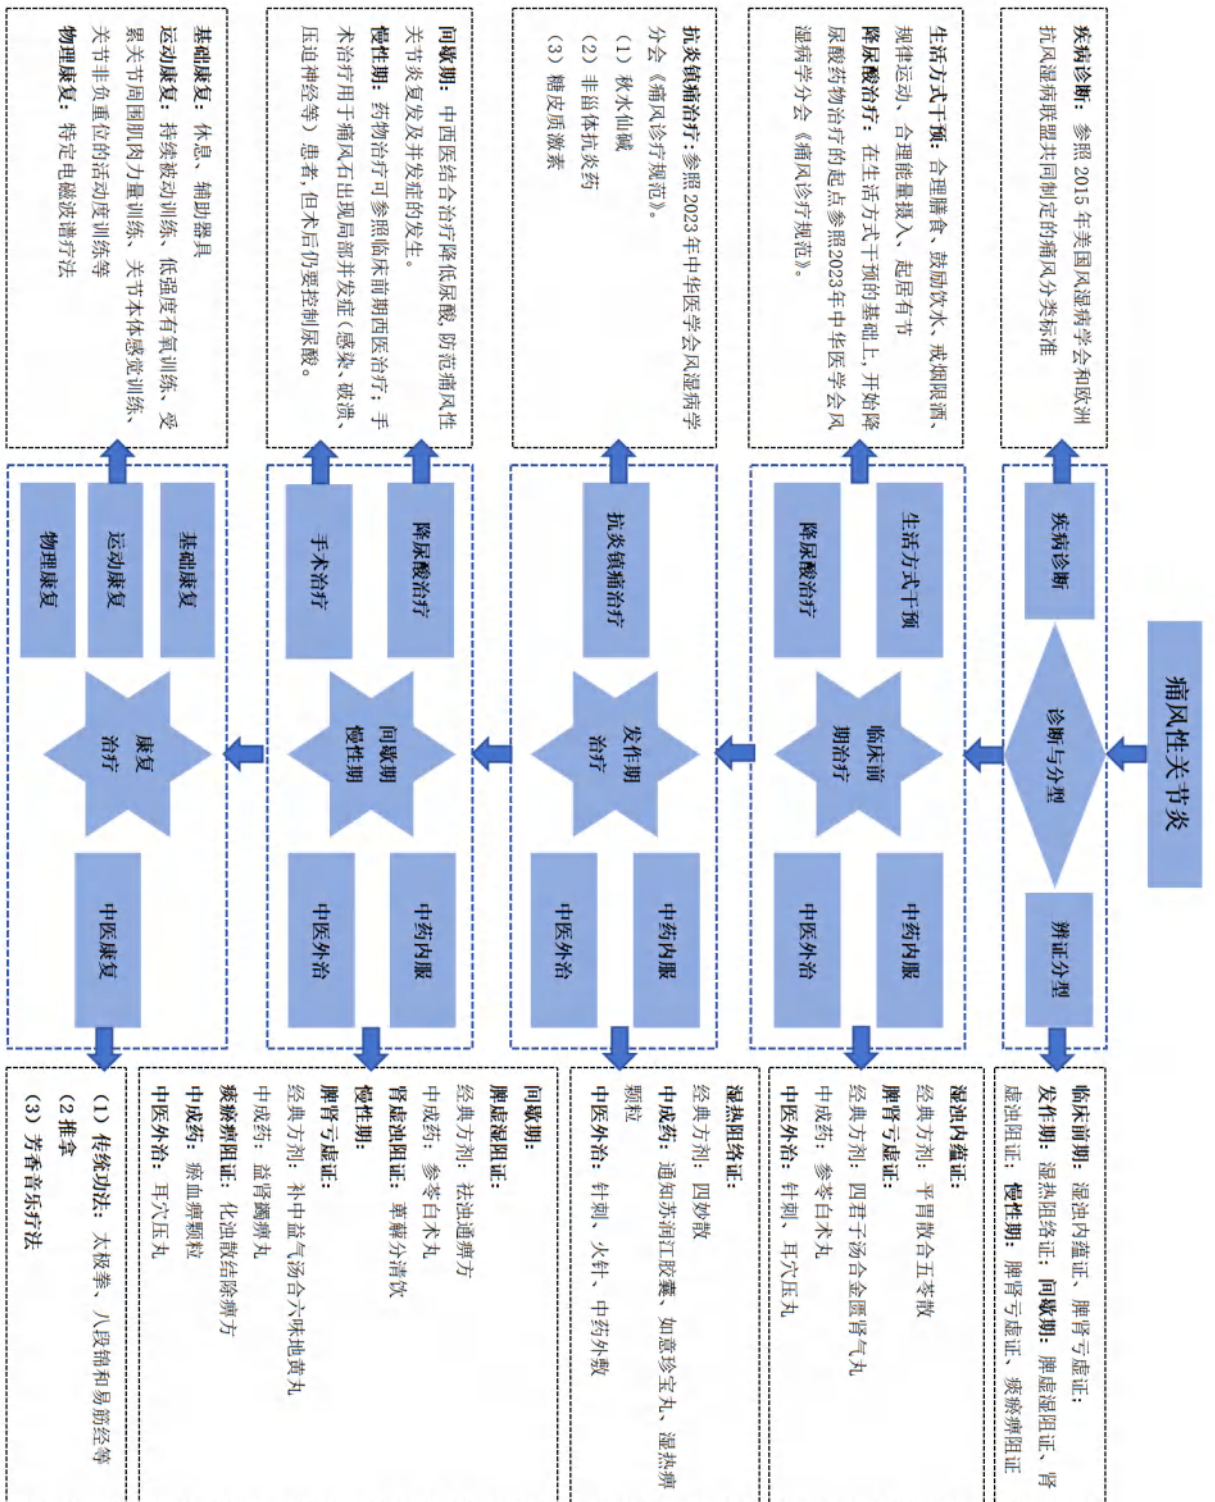 痛风性关节炎
疾病诊断：参照 2015 年美国风湿病学会和欧洲
抗风湿病联盟共同制定的痛风分类标准
疾病诊断
诊断与分型
辨证分型
临床前期：湿浊内蕴证、脾肾亏虚证；
发作期：湿热阻络证；间歇期：脾虚湿阻证、肾
虚浊阻证；慢性期：脾肾亏虚证、痰瘀痹阻证
生活方式干预：合理膳食、鼓励饮水、戒烟限酒、
规律运动、合理能量摄入、起居有节
降尿酸治疗：在生活方式干预的基础上，开始降
尿酸药物治疗的起点参照2023年中华医学会风
湿病学分会《痛风诊疗规范》。
生活方式干预
降尿酸治疗
临床前
期治疗
中药内服
中医外治
湿浊内蕴证：
经典方剂：平胃散合五苓散
脾肾亏虚证：
经典方剂：四君子汤合金匮肾气丸
中成药：参苓白术丸
中医外治：针刺、耳穴压丸
抗炎镇痛治疗：参照 2023年中华医学会风湿病学
分会《痛风诊疗规范》。
（1）秋水仙碱
（2）非甾体抗炎药
（3）糖皮质激素
抗炎镇痛治疗
发作期
治疗
中药内服
中医外治
湿热阻络证：
经典方剂：四妙散
中成药：通知苏润江胶囊、如意珍宝丸、湿热痹
颗粒
中医外治：针刺、火针、中药外敷
间歇期：中西医结合治疗降低尿酸，防范痛风性
关节炎复发及并发症的发生。
慢性期：药物治疗可参照临床前期西医治疗；手
术治疗用于痛风石出现局部并发症（感染、破溃、
压迫神经等）患者，但术后仍要控制尿酸。
降尿酸治疗
手术治疗
间歇期
慢性期
中药内服
中医外治
间歇期：
脾虚湿阻证：
经典方剂：祛浊通痹方
中成药：参苓白术丸
肾虚浊阻证：萆薢分清饮
慢性期：
脾肾亏虚证：
经典方剂：补中益气汤合六味地黄丸
中成药：益肾蠲痹丸
痰瘀痹阻证：化浊散结除痹方
中成药：瘀血痹颗粒
中医外治：耳穴压丸
基础康复：休息、辅助器具
运动康复：持续被动训练、低强度有氧训练、受
累关节周围肌肉力量训练、关节本体感觉训练、
关节非负重位的活动度训练等
物理康复：特定电磁波谱疗法
基础康复
运动康复
物理康复
康复
治疗
中医康复
（1）传统功法：太极拳、八段锦和易筋经等
（2 推拿
（3）芳香音乐疗法